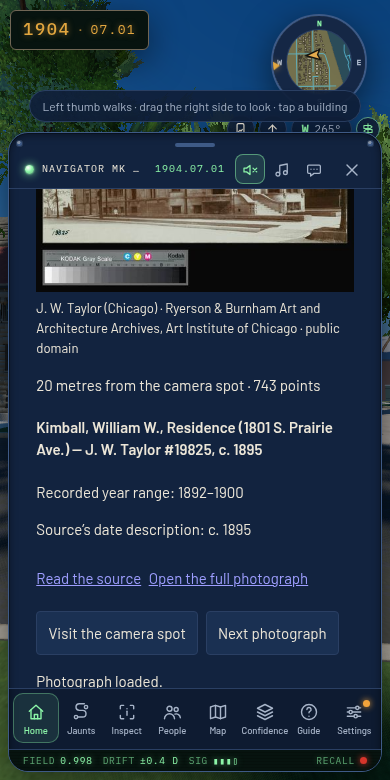 1904 · 07.01
N
W
E
Left thumb walks · drag the right side to look · tap a building
W 265°
NAVIGATOR MK … 1904.07.01
19825
KODAK Gray Scale C Y M Kodak
J. W. Taylor (Chicago) · Ryerson & Burnham Art and
Architecture Archives, Art Institute of Chicago · public
domain
20 metres from the camera spot · 743 points
Kimball, William W., Residence (1801 S. Prairie
Ave.) — J. W. Taylor #19825, c. 1895
Recorded year range: 1892–1900
Source's date description: c. 1895
Read the source Open the full photograph
Visit the camera spot Next photograph
Photograph loaded.
Home Jaunts Inspect People Map Confidence Guide Settings
FIELD 0.998 DRIFT ±0.4 D SIG RECALL